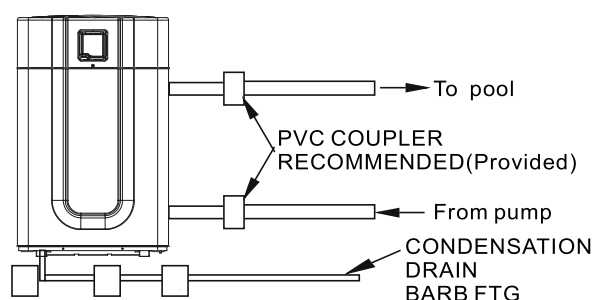 To pool
PVC COUPLER
RECOMMENDED(Provided)
From pump
CONDENSATION
DRAIN
BARB FTG